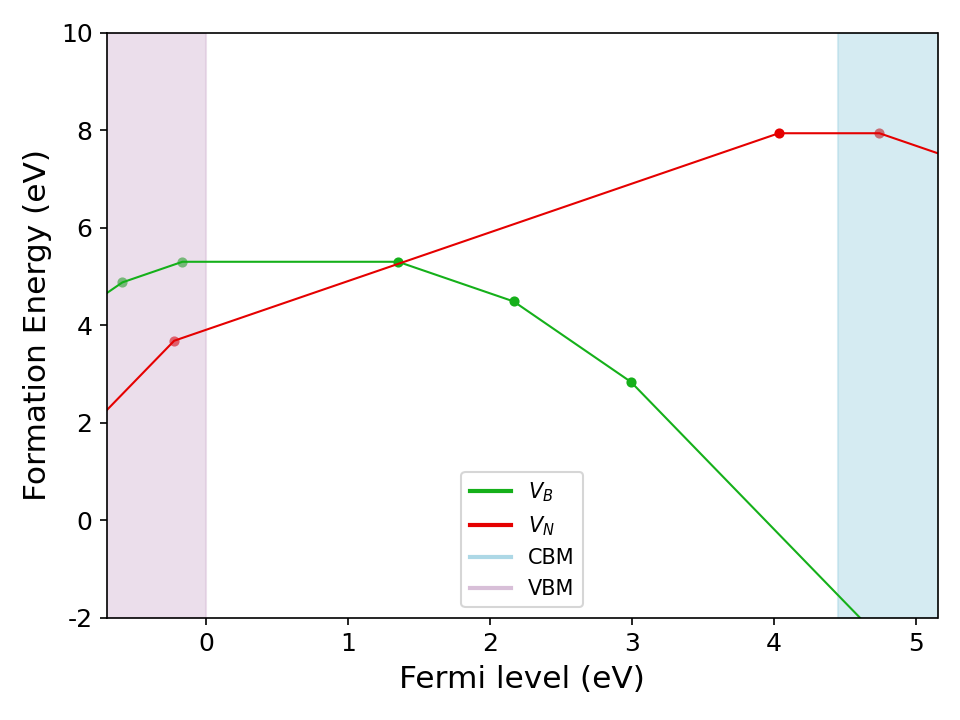 Formation Energy (eV)
10
8
6
4
2
0
-2
V_B
V_N
CBM
VBM
0 1 2 3 4 5
Fermi level (eV)